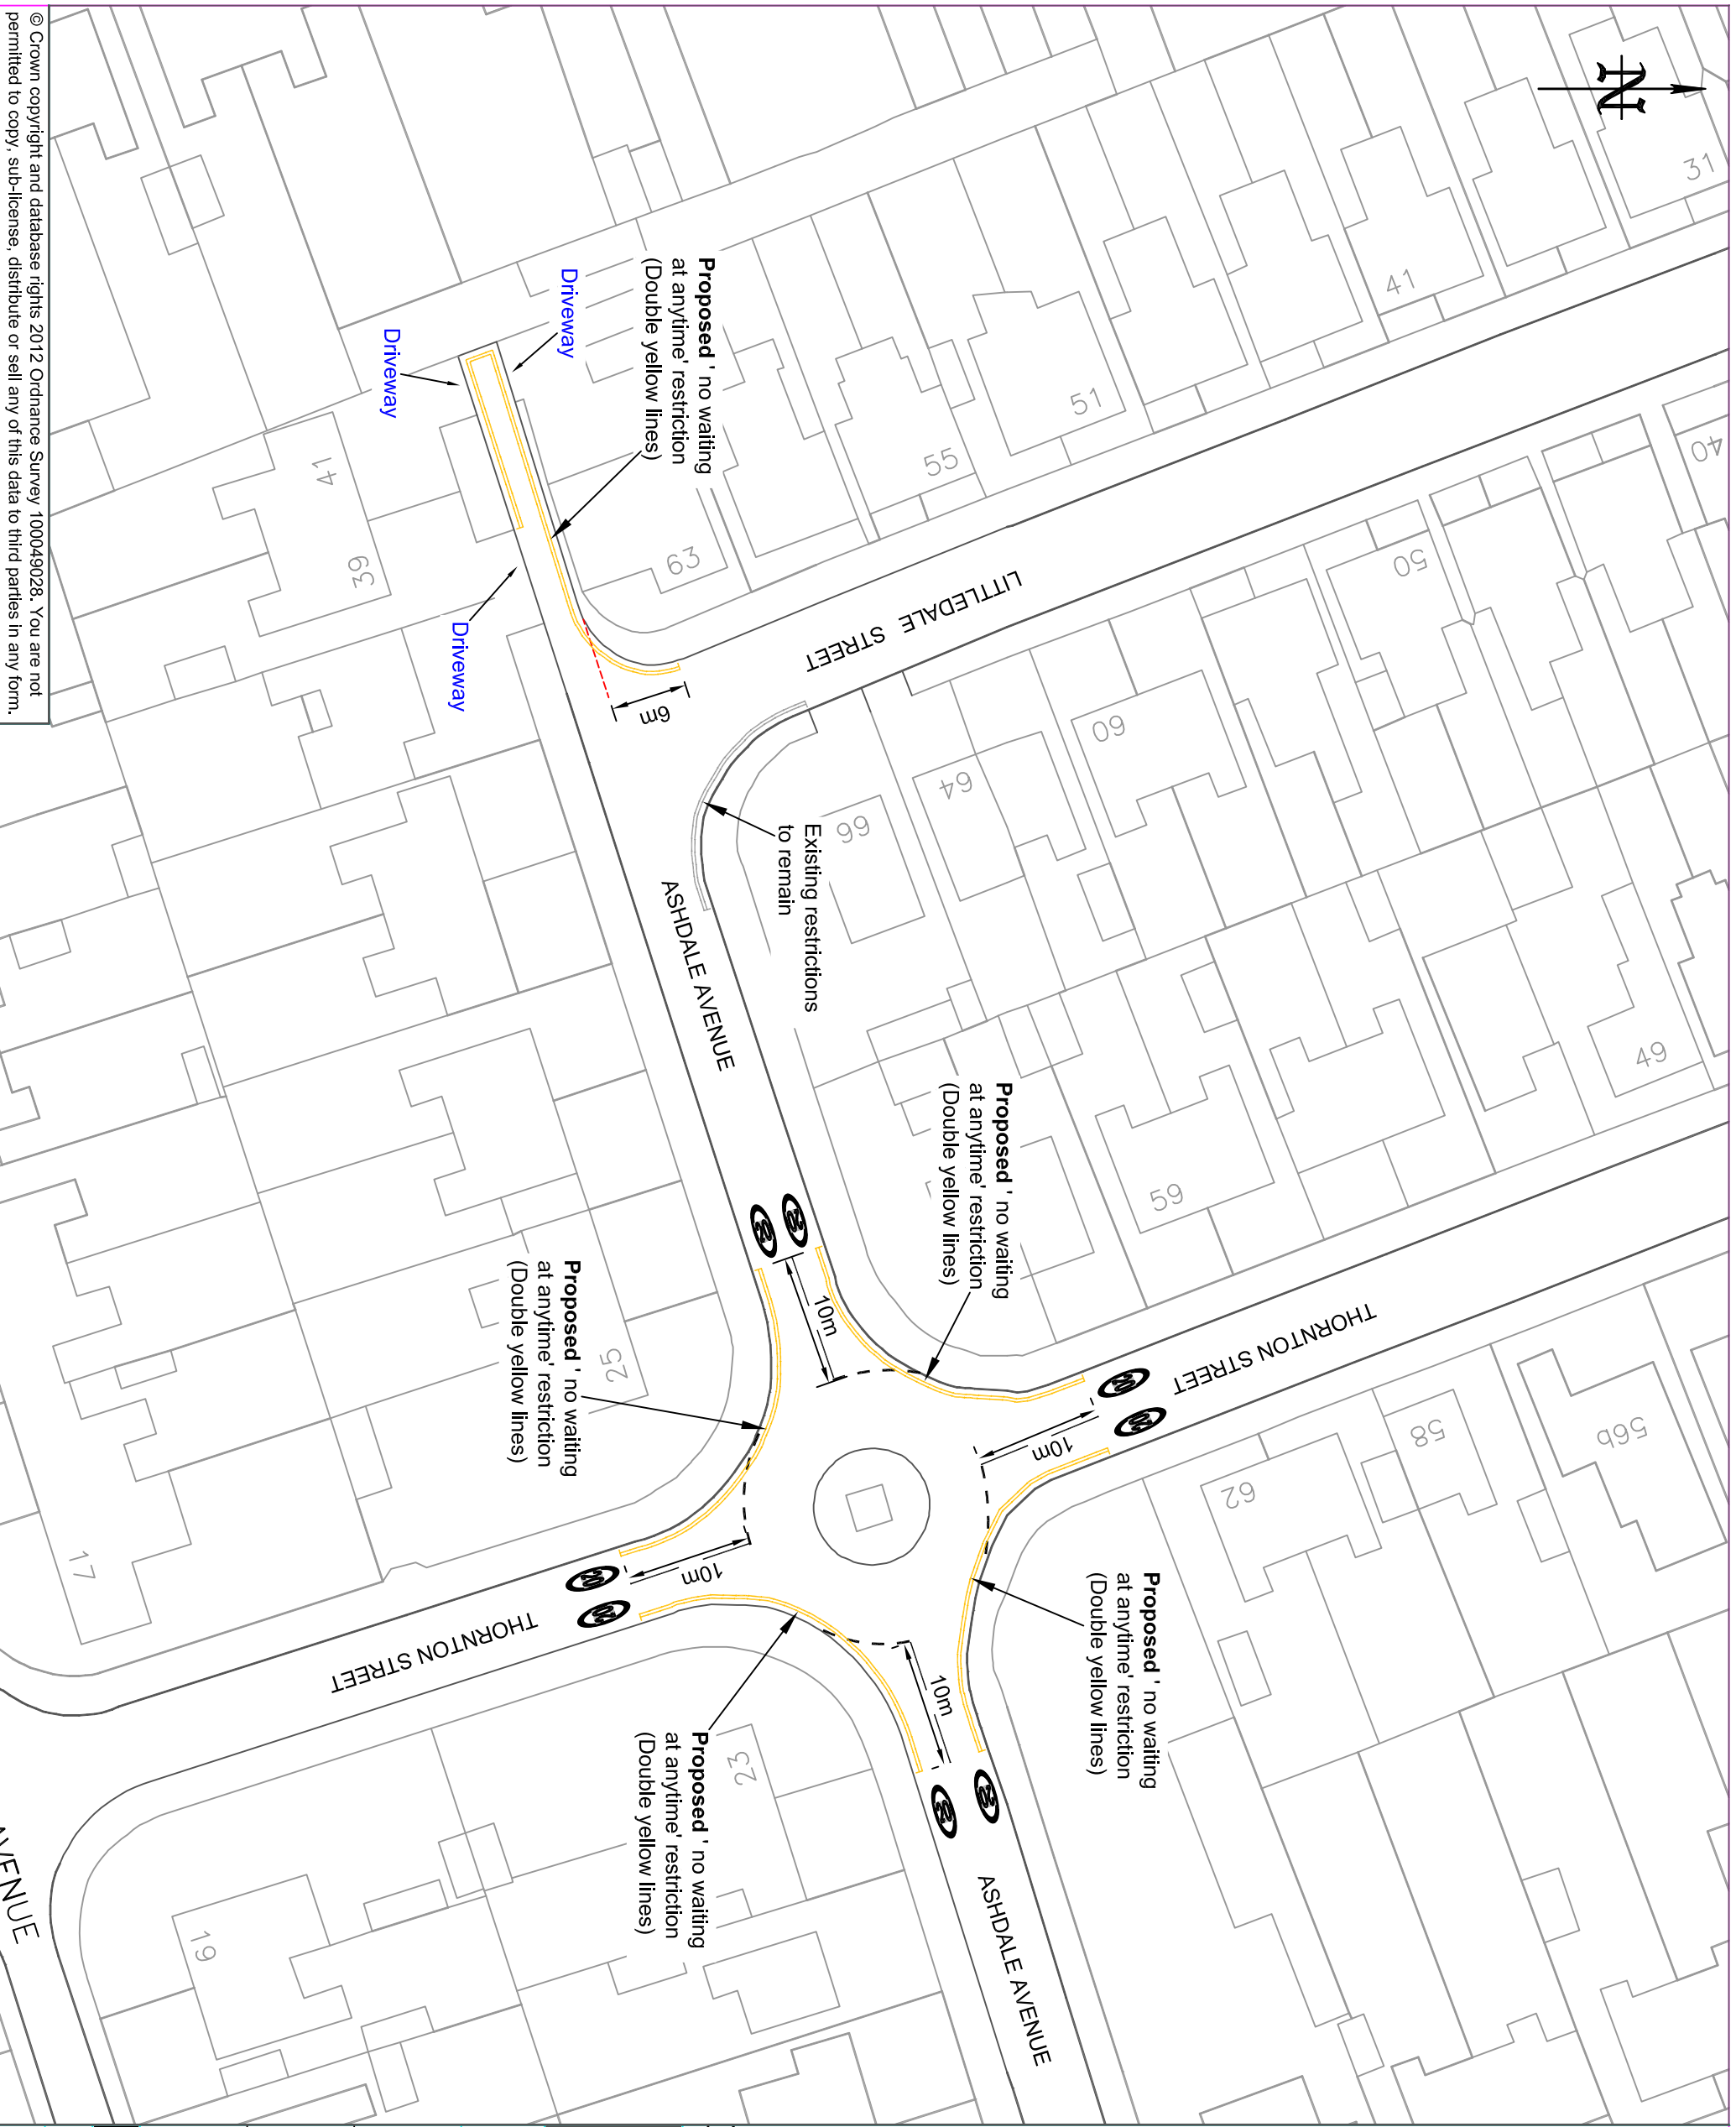 N
31
41
51
55
63
40
50
60
64
66
49
59
56b
58
62
41
39
25
17
23
19
LITTLEDALE STREET
ASHDALE AVENUE
THORNTON STREET
THORNTON STREET
ASHDALE AVENUE
AVENUE
Proposed ' no waiting
at anytime' restriction
(Double yellow lines)
Driveway
Driveway
Driveway
6m
Existing restrictions
to remain
Proposed ' no waiting
at anytime' restriction
(Double yellow lines)
Proposed ' no waiting
at anytime' restriction
(Double yellow lines)
Proposed ' no waiting
at anytime' restriction
(Double yellow lines)
Proposed ' no waiting
at anytime' restriction
(Double yellow lines)
10m
10m
10m
10m
20
20
20
20
20
20
20
20
© Crown copyright and database rights 2012 Ordnance Survey 100049028. You are not
permitted to copy, sub-license, distribute or sell any of this data to third parties in any form.